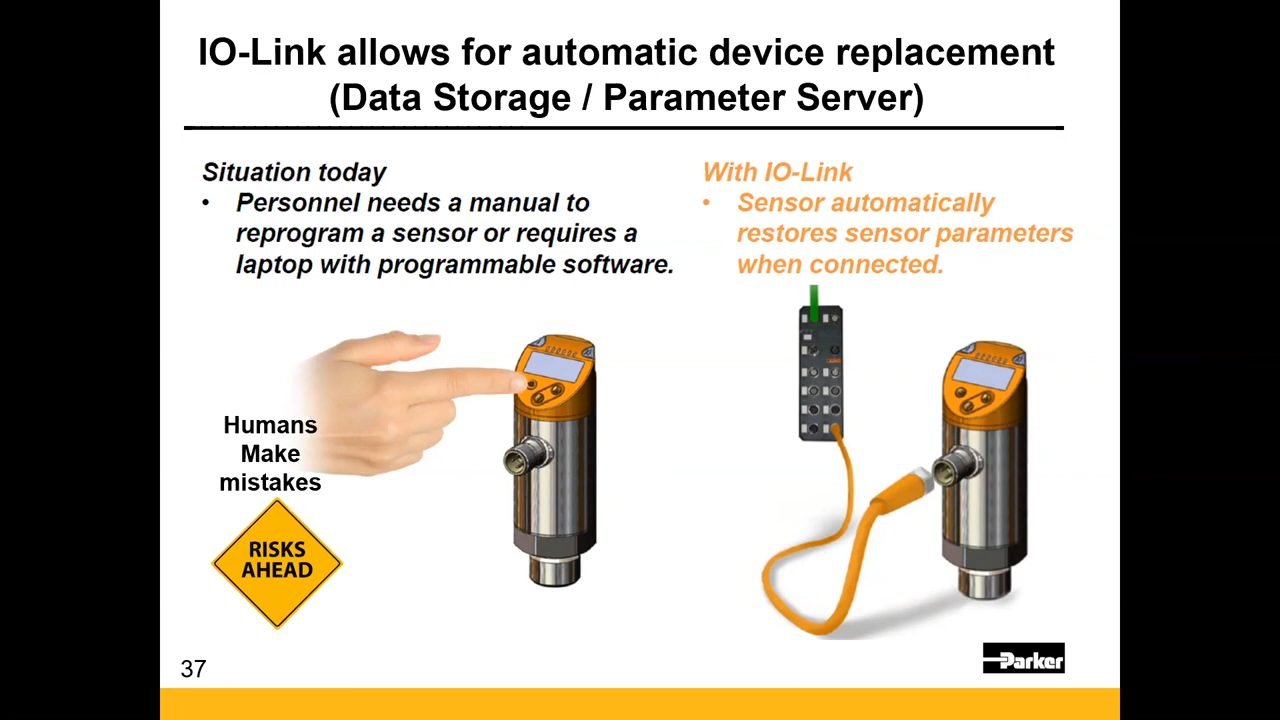 IO-Link allows for automatic device replacement
(Data Storage / Parameter Server)
Situation today
• Personnel needs a manual to
reprogram a sensor or requires a
laptop with programmable software.
With IO-Link
• Sensor automatically
restores sensor parameters
when connected.
Humans
Make
mistakes
RISKS
AHEAD
37
Parker